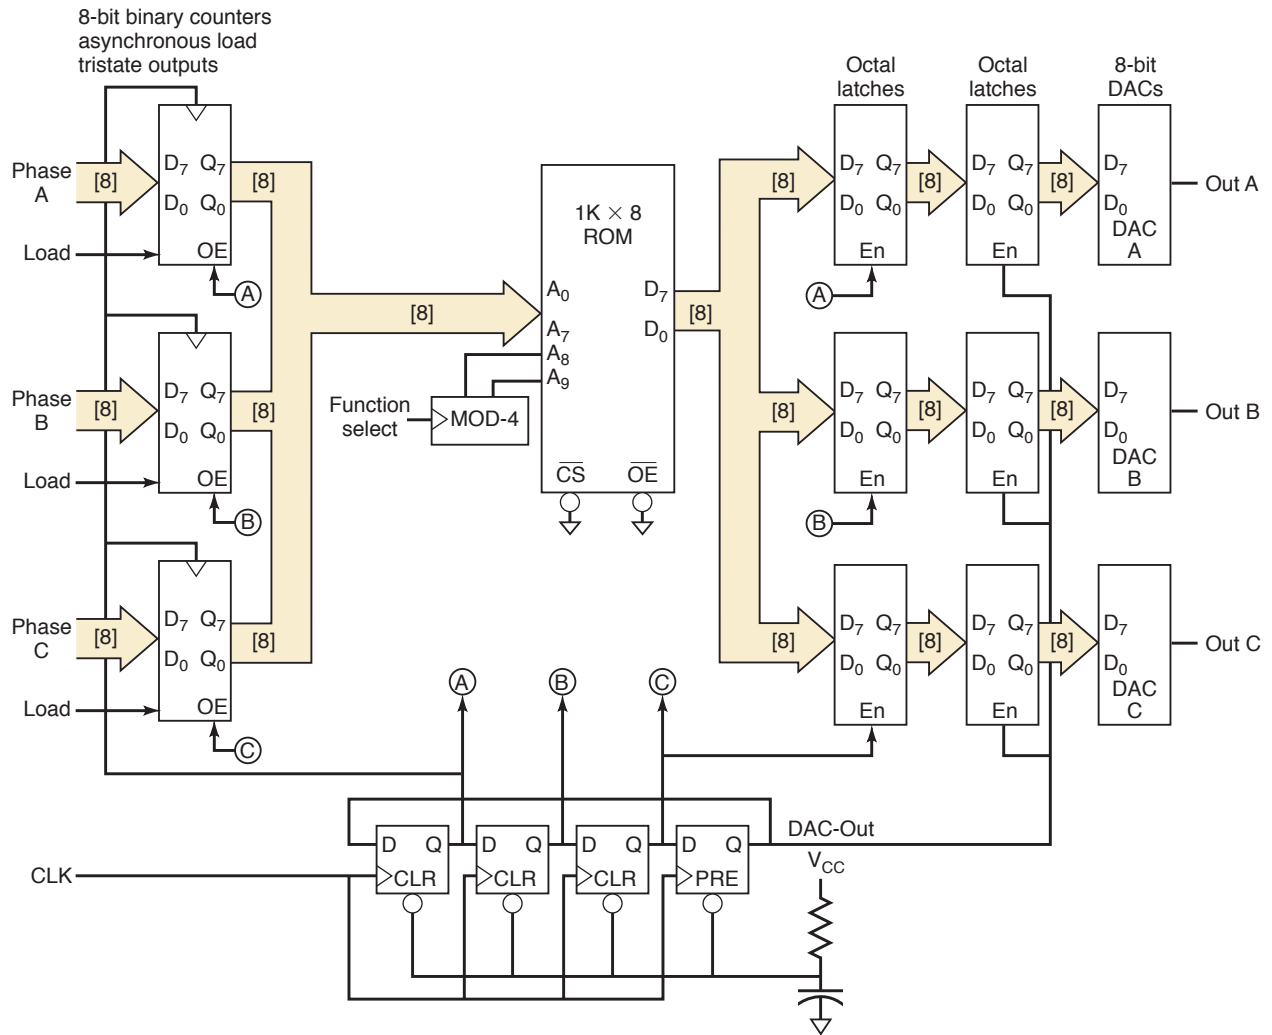 8-bit binary counters
asynchronous load
tristate outputs
Octal
latches
Octal
latches
8-bit
DACs
Phase
A
[8]
D7 Q7
D0 Q0
OE
[8]
Load
A
Phase
B
[8]
D7 Q7
D0 Q0
OE
[8]
Load
B
Phase
C
[8]
D7 Q7
D0 Q0
OE
[8]
Load
C
[8]
1K × 8
ROM
A0
A7
A8
A9
D7
D0
CS OE
Function
select
MOD-4
[8]
[8]
D7 Q7
D0 Q0
En
[8]
D7 Q7
D0 Q0
En
[8]
D7
D0
DAC
A
Out A
A
[8]
D7 Q7
D0 Q0
En
[8]
D7 Q7
D0 Q0
En
[8]
D7
D0
DAC
B
Out B
B
[8]
D7 Q7
D0 Q0
En
[8]
D7 Q7
D0 Q0
En
[8]
D7
D0
DAC
C
Out C
A B C
D Q
CLR
D Q
CLR
D Q
CLR
D Q
PRE
DAC-Out
VCC
CLK